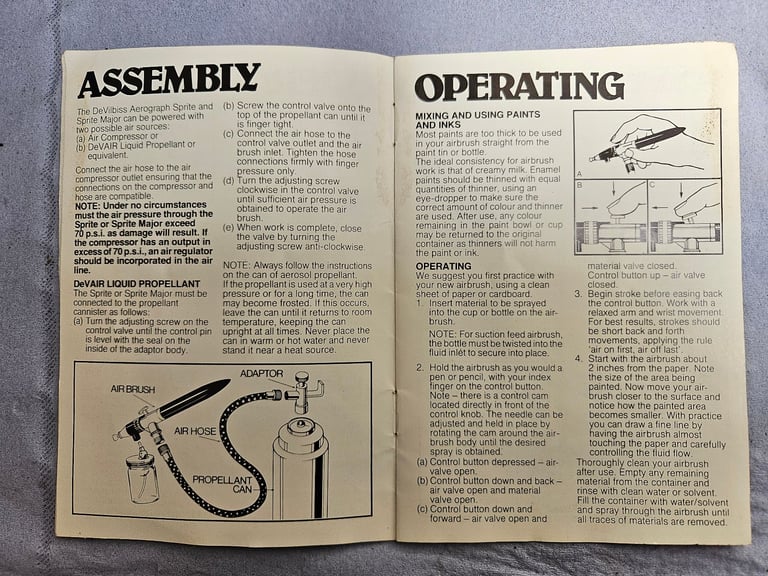 ASSEMBLY
The DeVilbiss Aerograph Sprite and
Sprite Major can be powered with
two possible air sources:
(a) Air Compressor or
(b) DeVAIR Liquid Propellant or
equivalent.
Connect the air hose to the air
compressor outlet ensuring that the
connections on the compressor and
hose are compatible.
NOTE: Under no circumstances
must the air pressure through the
Sprite or Sprite Major exceed
70 p.s.i. as damage will result. If
the compressor has an output in
excess of 70 p.s.i., an air regulator
should be incorporated in the air
line.
DeVAIR LIQUID PROPELLANT
The Sprite or Sprite Major must be
connected to the propellant
cannister as follows:
(a) Turn the adjusting screw on the
control valve until the control pin
is level with the seal on the
inside of the adaptor body.
(b) Screw the control valve onto the
top of the propellant can until it
is finger tight.
(c) Connect the air hose to the
control valve outlet and the air
brush inlet. Tighten the hose
connections firmly with finger
pressure only.
(d) Turn the adjusting screw
clockwise in the control valve
until sufficient air pressure is
obtained to operate the air
brush.
(e) When work is complete, close
the valve by turning the
adjusting screw anti-clockwise.
NOTE: Always follow the instructions
on the can of aerosol propellant.
If the propellant is used at a very high
pressure or for a long time, the can
may become frosted. If this occurs,
leave the can until it returns to room
temperature, keeping the can
upright at all times. Never place the
can in warm or hot water and never
stand it near a heat source.
AIR BRUSH
ADAPTOR
AIR HOSE
PROPELLANT
CAN
OPERATING
MIXING AND USING PAINTS
AND INKS
Most paints are too thick to be used
in your airbrush straight from the
paint tin or bottle.
The ideal consistency for airbrush
work is that of creamy milk. Enamel
paints should be thinned with equal
quantities of thinner, using an
eye-dropper to make sure the
correct amount of colour and thinner
are used. After use, any colour
remaining in the paint bowl or cup
may be returned to the original
container as thinners will not harm
the paint or ink.
OPERATING
We suggest you first practice with
your new airbrush, using a clean
sheet of paper or cardboard.
1. Insert material to be sprayed
into the cup or bottle on the air-
brush.
NOTE: For suction feed airbrush,
the bottle must be twisted into the
fluid inlet to secure into place.
2. Hold the airbrush as you would a
pen or pencil, with your index
finger on the control button.
Note – there is a control cam
located directly in front of the
control knob. The needle can be
adjusted and held in place by
rotating the cam around the air-
brush body until the desired
spray is obtained.
(a) Control button depressed – air-
valve open.
(b) Control button down and back –
air valve open and material
valve open.
(c) Control button down and
forward – air valve open and
A
B
C
material valve closed.
Control button up – air valve
closed.
3. Begin stroke before easing back
the control button. Work with a
relaxed arm and wrist movement.
For best results, strokes should
be short back and forth
movements, applying the rule
'air on first, air off last'.
4. Start with the airbrush about
2 inches from the paper. Note
the size of the area being
painted. Now move your air-
brush closer to the surface and
notice how the painted area
becomes smaller. With practice
you can draw a fine line by
having the airbrush almost
touching the paper and carefully
controlling the fluid flow.
Thoroughly clean your airbrush
after use. Empty any remaining
material from the container and
rinse with clean water or solvent.
Fill the container with water/solvent
and spray through the airbrush until
all traces of materials are removed.